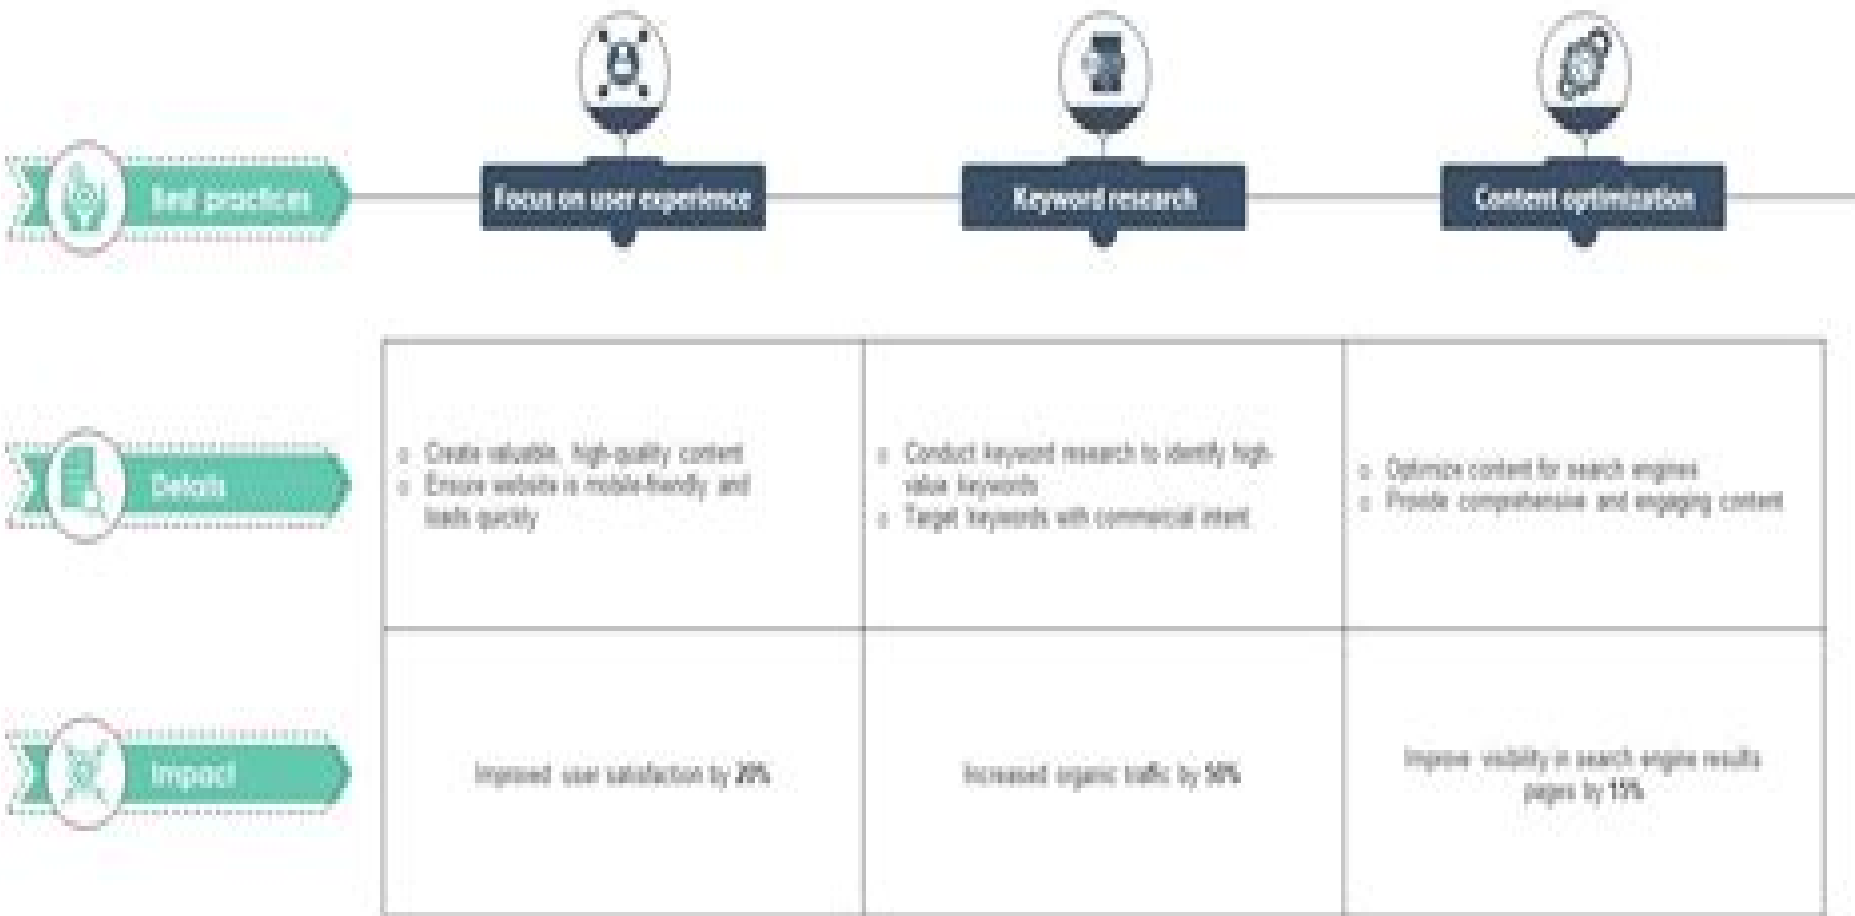 Best practices
Focus on user experience
Keyword research
Content optimization
Details
o Create valuable, high-quality content
o Ensure website is mobile-friendly and
loads quickly
o Conduct keyword research to identify high-
value keywords
o Target keywords with commercial intent
o Optimize content for search engines
o Provide comprehensive and engaging content
Impact
Improved user satisfaction by 20%
Increased organic traffic by 50%
Improve visibility in search engine results
pages by 15%